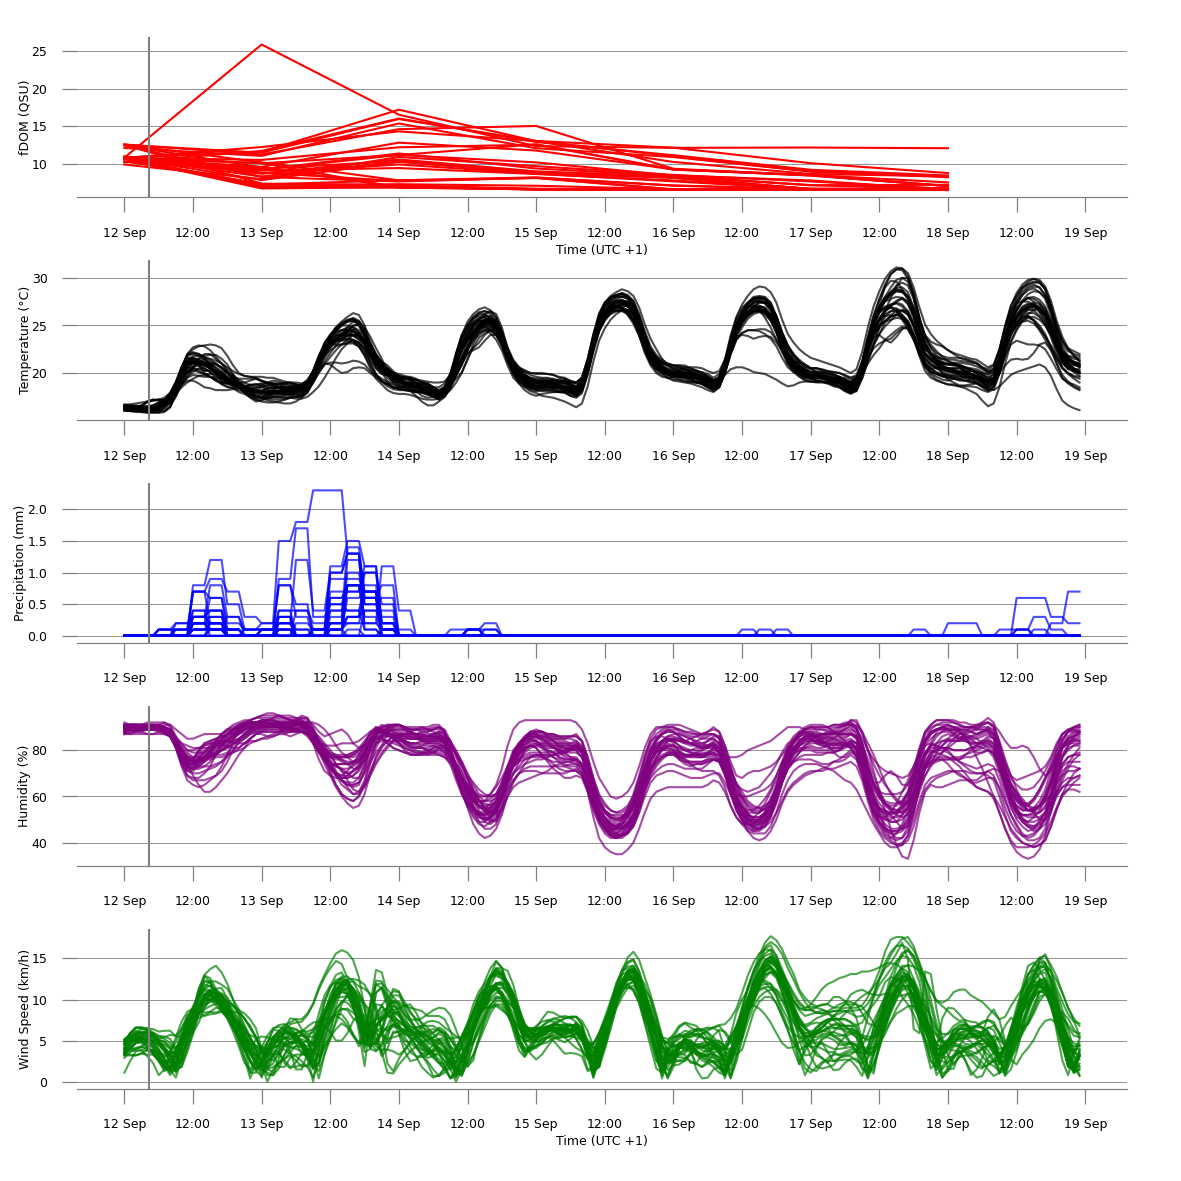 25
20
15
10
fDOM (QSU)
12 Sep 12:00 13 Sep 12:00 14 Sep 12:00 15 Sep 12:00 16 Sep 12:00 17 Sep 12:00 18 Sep 12:00 19 Sep
Time (UTC +1)
30
25
20
Temperature (°C)
12 Sep 12:00 13 Sep 12:00 14 Sep 12:00 15 Sep 12:00 16 Sep 12:00 17 Sep 12:00 18 Sep 12:00 19 Sep
2.0
1.5
1.0
0.5
0.0
Precipitation (mm)
12 Sep 12:00 13 Sep 12:00 14 Sep 12:00 15 Sep 12:00 16 Sep 12:00 17 Sep 12:00 18 Sep 12:00 19 Sep
80
60
40
Humidity (%)
12 Sep 12:00 13 Sep 12:00 14 Sep 12:00 15 Sep 12:00 16 Sep 12:00 17 Sep 12:00 18 Sep 12:00 19 Sep
15
10
5
0
Wind Speed (km/h)
12 Sep 12:00 13 Sep 12:00 14 Sep 12:00 15 Sep 12:00 16 Sep 12:00 17 Sep 12:00 18 Sep 12:00 19 Sep
Time (UTC +1)